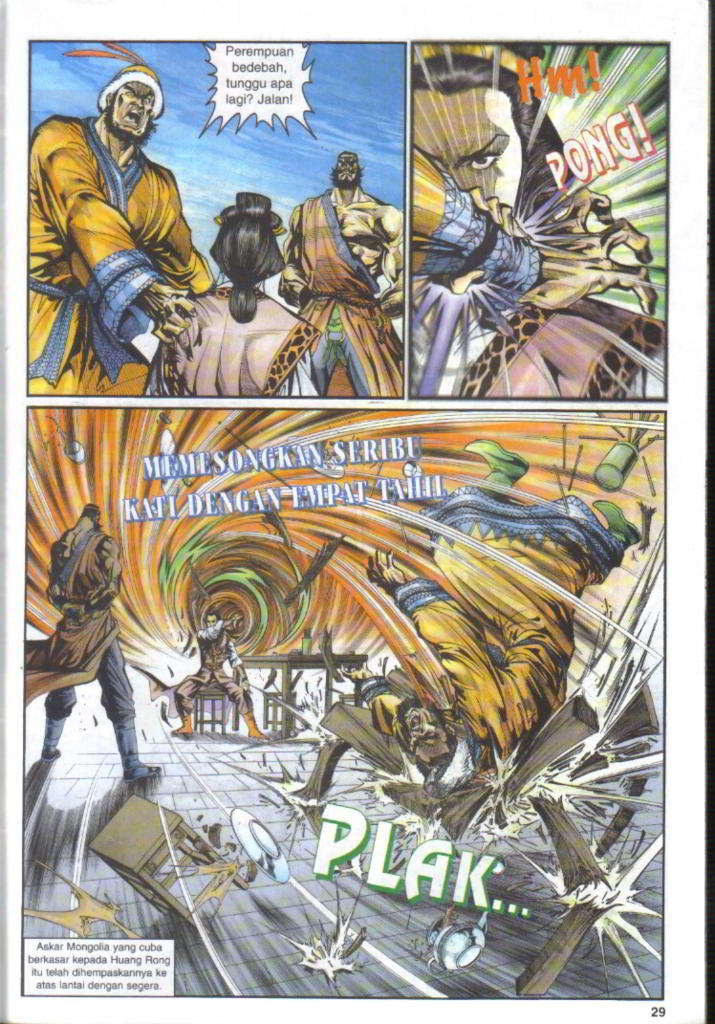 Perempuan
bedebah,
tunggu apa
lagi? Jalan!
Hm!
PONG!
MEMESONGKAN SERIBU
KATI DENGAN EMPAT TAHIL
PLAK...
Askar Mongolia yang cuba
berkasar kepada Huang Rong
itu telah dihempaskannya ke
atas lantai dengan segera.
29